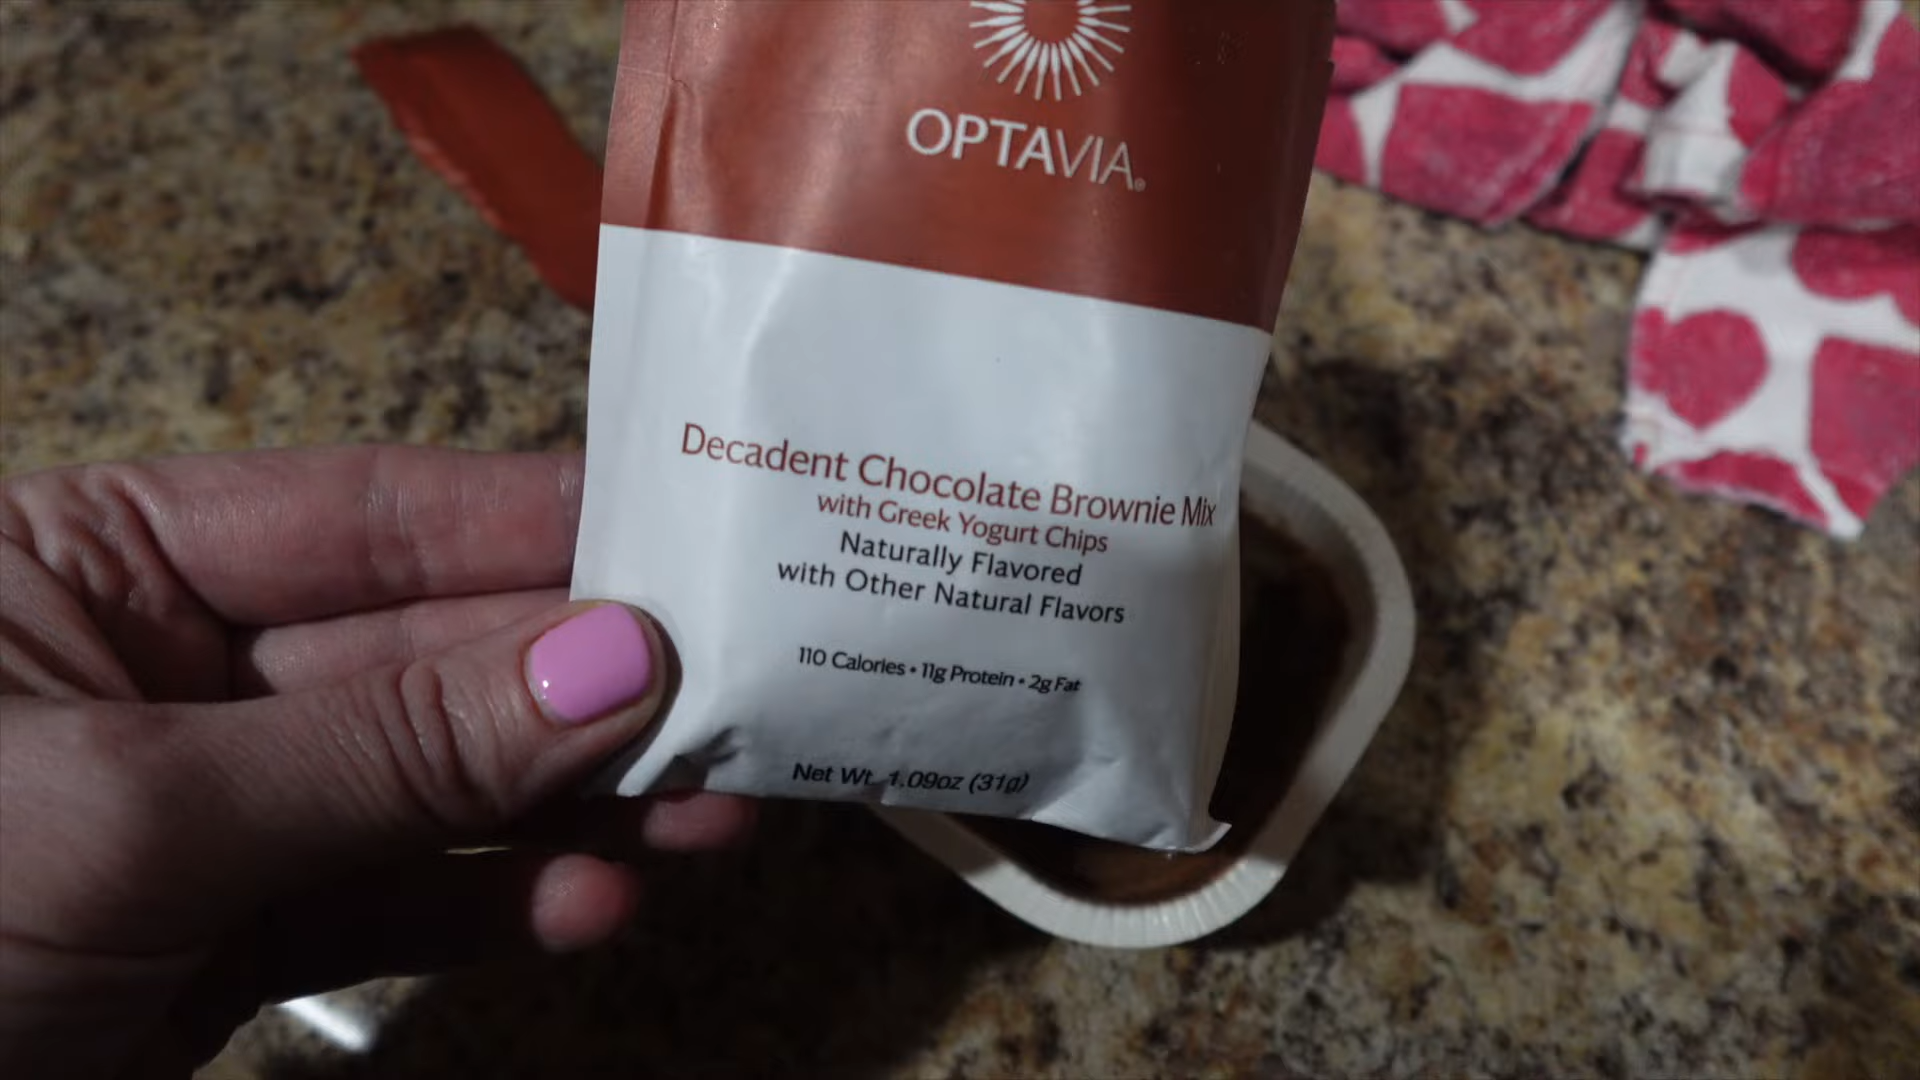 OPTAVIA®
Decadent Chocolate Brownie Mix
with Greek Yogurt Chips
Naturally Flavored
with Other Natural Flavors
110 Calories • 11g Protein • 2g Fat
Net Wt. 1.09oz (31g)